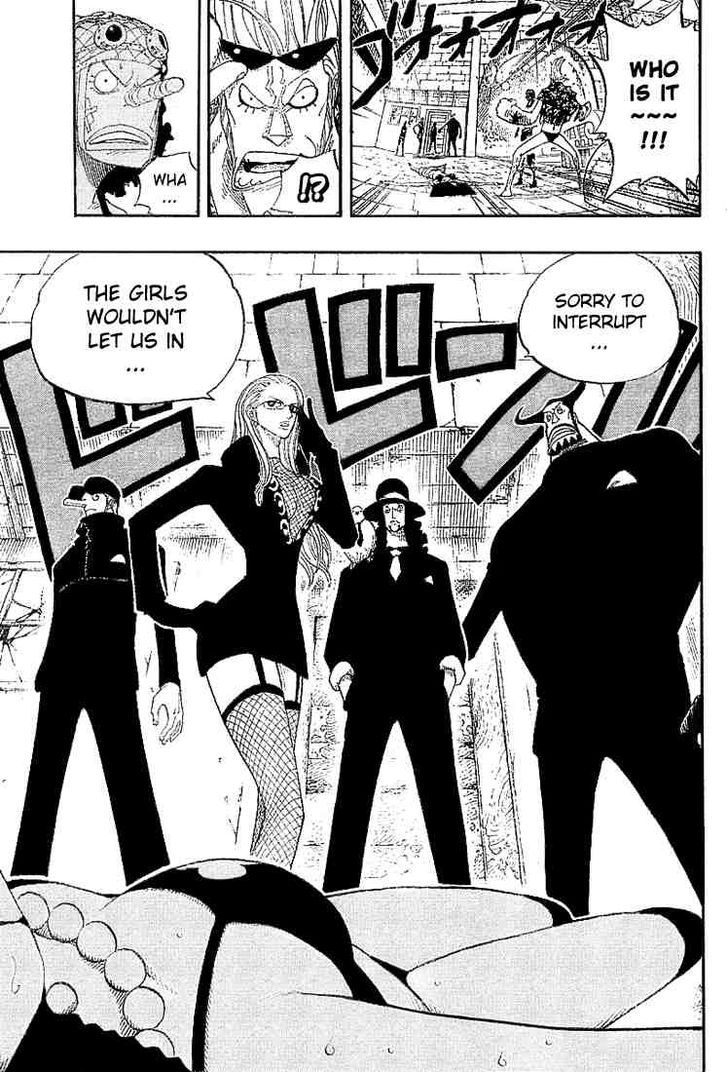 WHO
IS IT
~~~
!!!
!?
WHA
...
SORRY TO
INTERRUPT
...
THE GIRLS
WOULDN'T
LET US IN
...